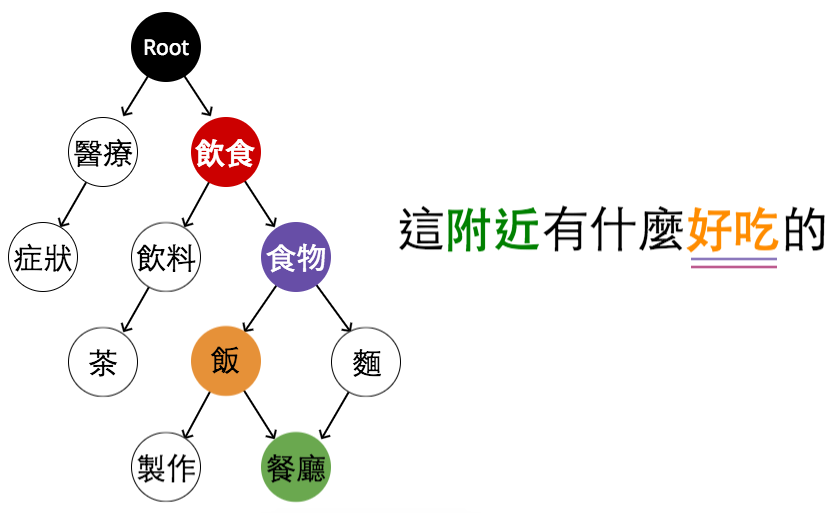 Root
醫療
飲食
這附近有什麼好吃的
症狀
飲料
食物
茶
飯
麵
製作
餐廳